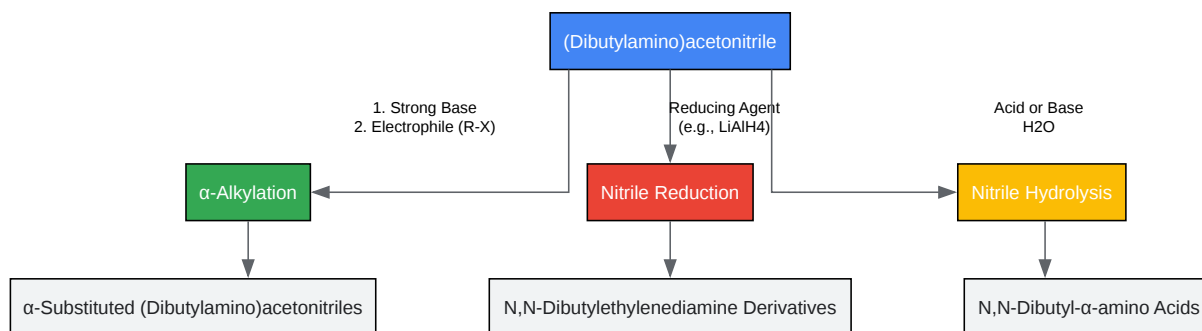 (Dibutylamino)acetonitrile
1. Strong Base
2. Electrophile (R-X)
Reducing Agent
(e.g., LiAlH4)
Acid or Base
H2O
α-Alkylation
Nitrile Reduction
Nitrile Hydrolysis
α-Substituted (Dibutylamino)acetonitriles
N,N-Dibutylethylenediamine Derivatives
N,N-Dibutyl-α-amino Acids